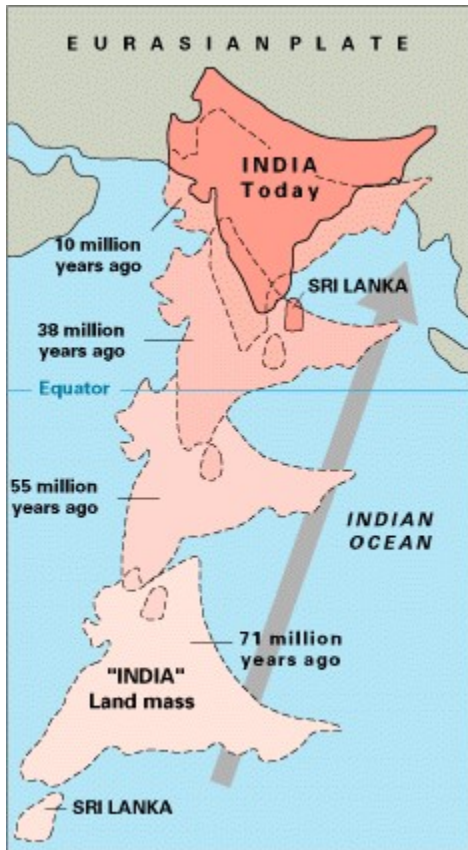 EURASIAN PLATE
INDIA
Today
10 million
years ago
SRI LANKA
38 million
years ago
Equator
55 million
years ago
INDIAN
OCEAN
71 million
years ago
"INDIA"
Land mass
SRI LANKA